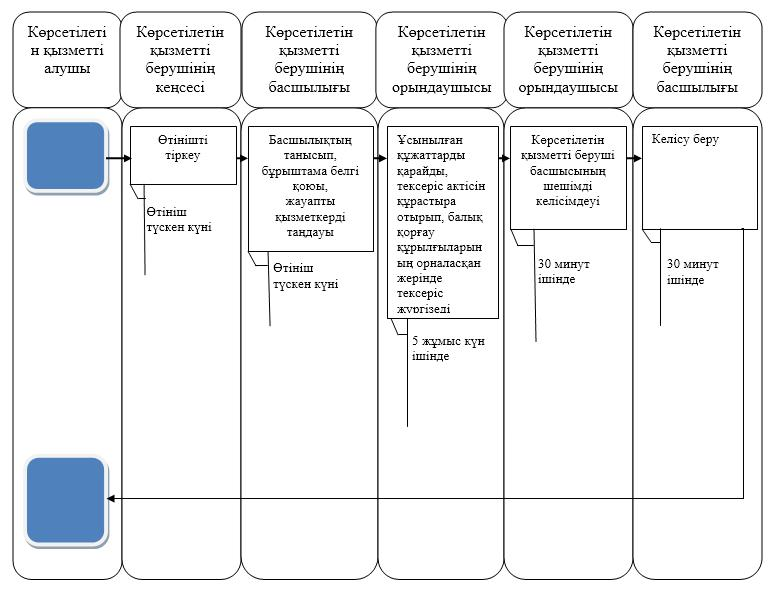 Көрсетілеті
н қызметті
алушы
Көрсетілетін
қызметті
берушінің
кеңсесі
Көрсетілетін
қызметті
берушінің
басшылығы
Көрсетілетін
қызметті
берушінің
орындаушысы
Көрсетілетін
қызметті
берушінің
орындаушысы
Көрсетілетін
қызметті
берушінің
басшылығы
Өтінішті
тіркеу
Өтініш
түскен күні
Басшылықтың
танысып,
бұрыштама белгі
қоюы,
жауапты
қызметкерді
таңдауы
Өтініш
түскен күні
Ұсынылған
құжаттарды
қарайды,
тексеріс актісін
құрастыра
отырып, балық
қорғау
құрылғыларын
ың орналасқан
жерінде
тексеріс
жүргізеді
5 жұмыс күн
ішінде
Көрсетілетін
қызметті беруші
басшысының
шешімді
келісімдеуі
30 минут
ішінде
Келісу беру
30 минут
ішінде